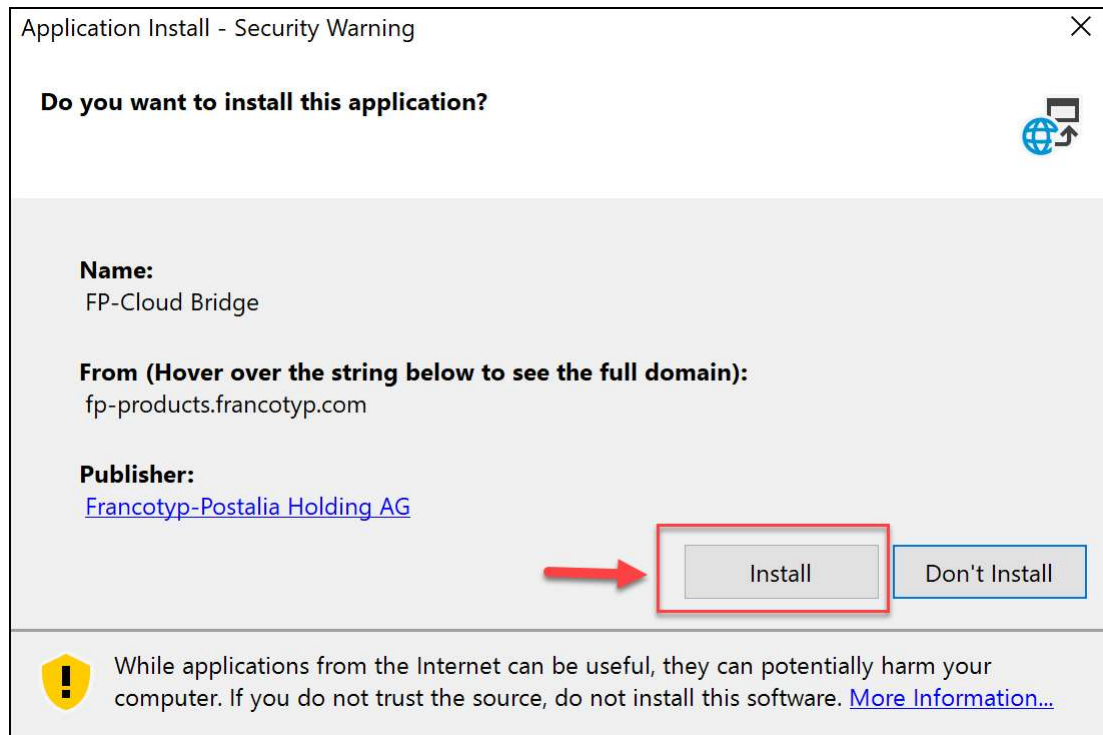 Application Install - Security Warning
Do you want to install this application?
Name:
FP-Cloud Bridge
From (Hover over the string below to see the full domain):
fp-products.francotyp.com
Publisher:
Francotyp-Postalia Holding AG
Install
Don't Install
While applications from the Internet can be useful, they can potentially harm your
computer. If you do not trust the source, do not install this software. More Information...